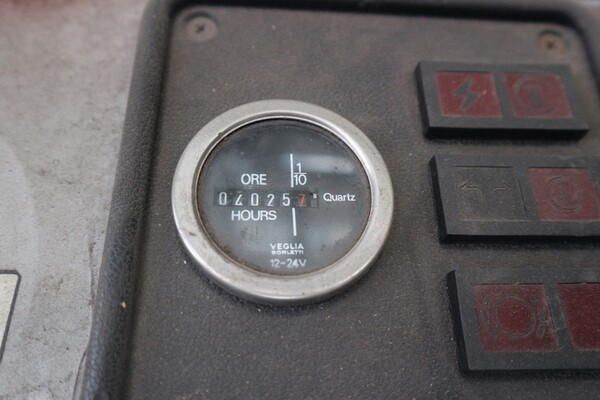 1/10
ORE
040257
Quartz
HOURS
VEGLIA
BORLETTI
12-24V